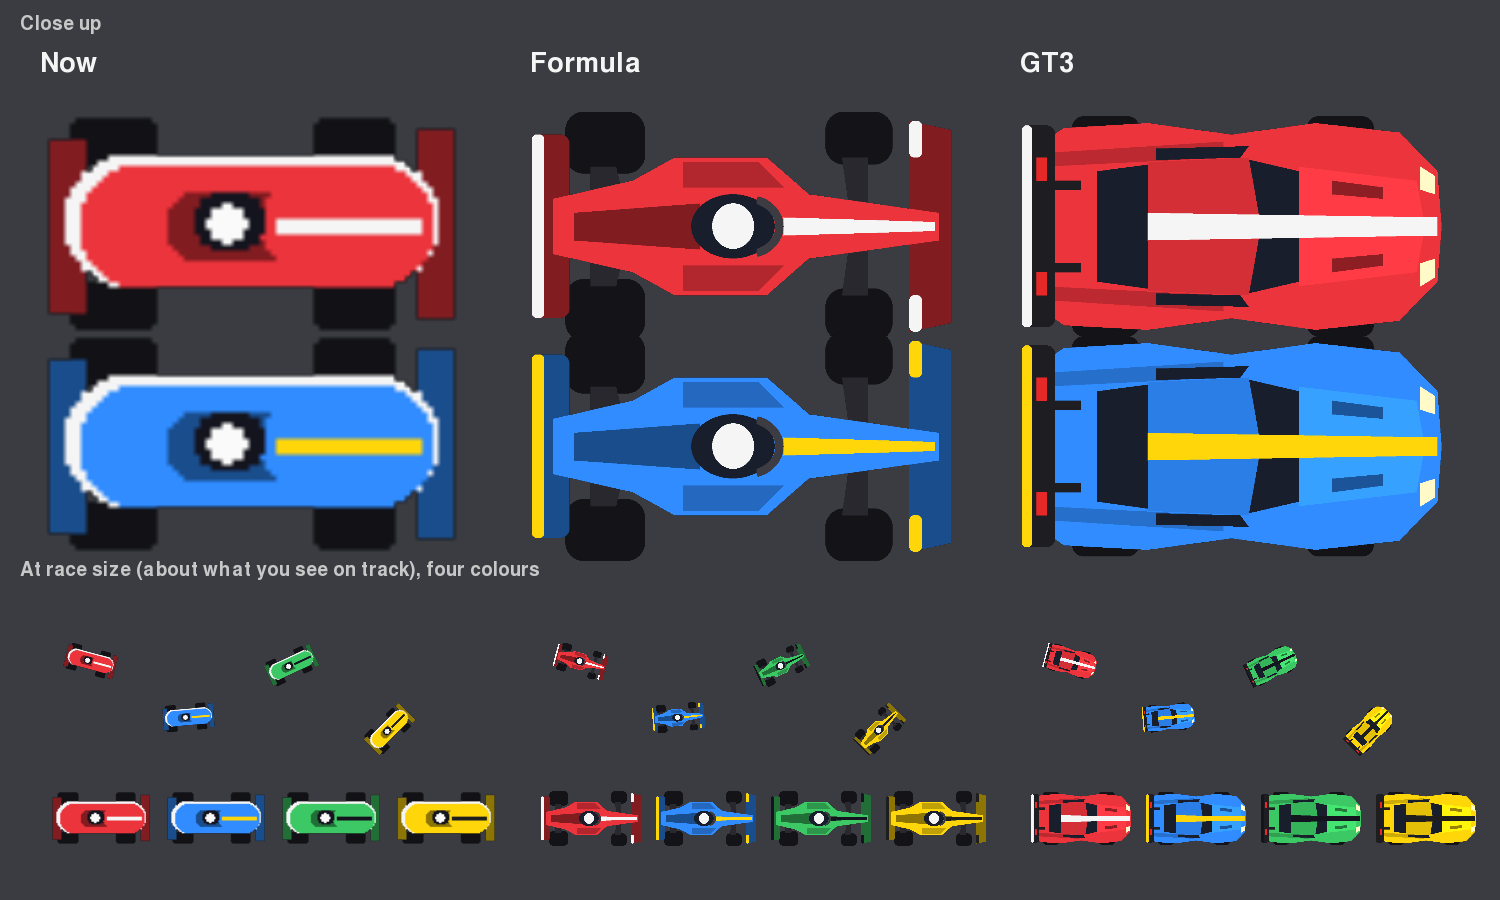 Close up
Now
Formula
GT3
At race size (about what you see on track), four colours